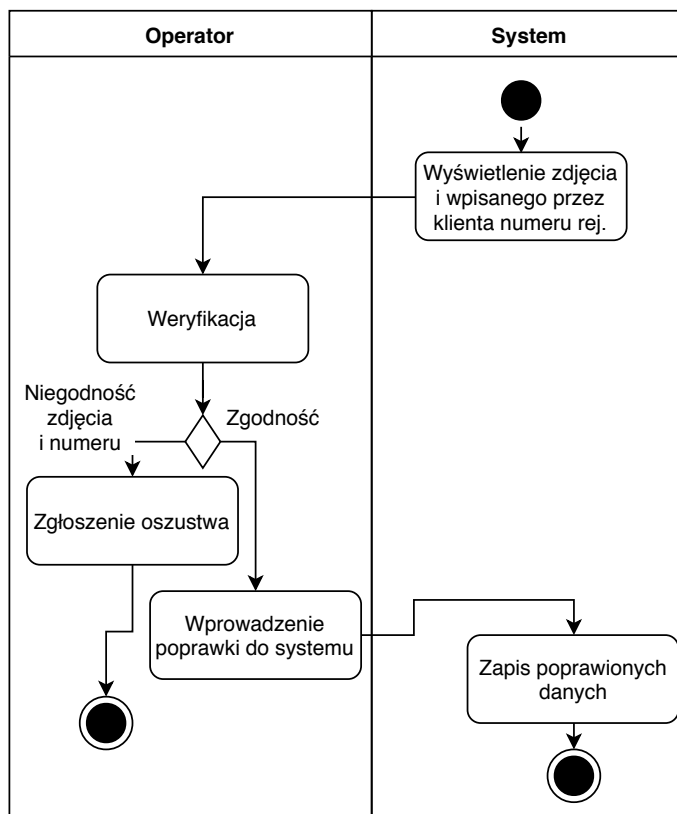 Operator
System
Wyświetlenie zdjęcia
i wpisanego przez
klienta numeru rej.
Weryfikacja
Niegodność
zdjęcia
i numeru
Zgodność
Zgłoszenie oszustwa
Wprowadzenie
poprawki do systemu
Zapis poprawionych
danych